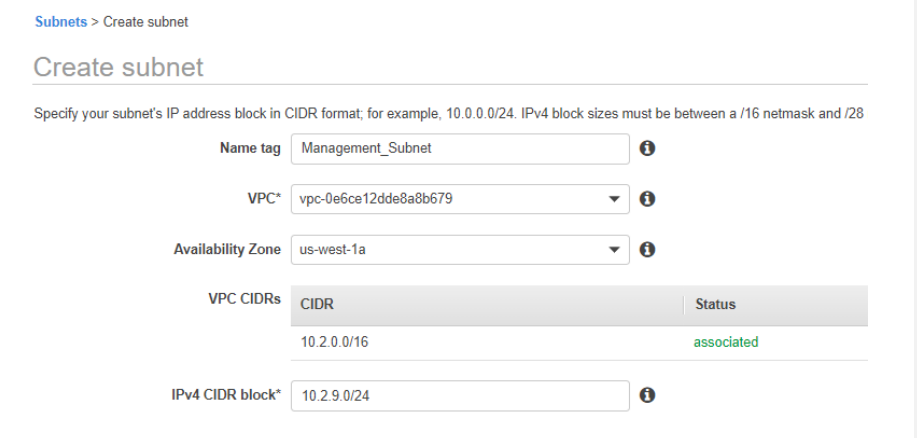 Subnets > Create subnet
Create subnet
Specify your subnet's IP address block in CIDR format; for example, 10.0.0.0/24. IPv4 block sizes must be between a /16 netmask and /28
Name tag Management_Subnet
VPC* vpc-0e6ce12dde8a8b679
Availability Zone us-west-1a
VPC CIDRs CIDR Status
10.2.0.0/16 associated
IPv4 CIDR block* 10.2.9.0/24